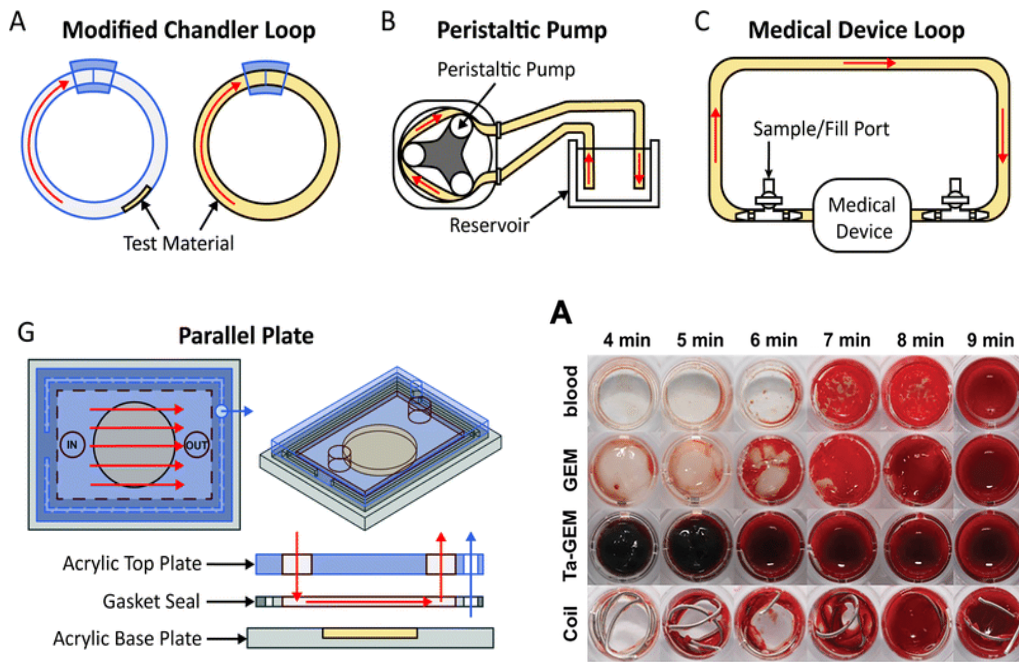 A
Modified Chandler Loop
Test Material
B
Peristaltic Pump
Peristaltic Pump
Reservoir
C
Medical Device Loop
Sample/Fill Port
Medical
Device
G
Parallel Plate
IN
OUT
Acrylic Top Plate
Gasket Seal
Acrylic Base Plate
A
4 min 5 min 6 min 7 min 8 min 9 min
blood
GEM
Ta-GEM
Coil